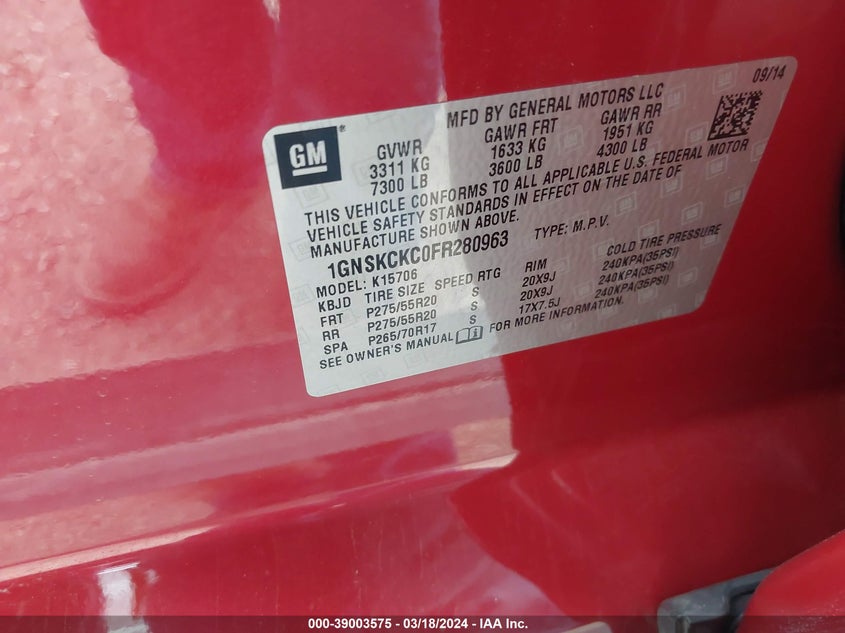 09/14
MFD BY GENERAL MOTORS LLC
GM®
GVWR GAWR FRT GAWR RR
3311 KG 1633 KG 1951 KG
7300 LB 3600 LB 4300 LB
THIS VEHICLE CONFORMS TO ALL APPLICABLE U.S. FEDERAL MOTOR
VEHICLE SAFETY STANDARDS IN EFFECT ON THE DATE OF
MANUFACTURE SHOWN ABOVE.
1GNSKCKC0FR280963 TYPE: M.P.V.
MODEL: K15706
KBJD TIRE SIZE SPEED RTG RIM COLD TIRE PRESSURE
FRT P275/55R20 S 20X9J 240KPA(35PSI)
RR P275/55R20 S 20X9J 240KPA(35PSI)
SPA P265/70R17 S 17X7.5J 240KPA(35PSI)
SEE OWNER'S MANUAL FOR MORE INFORMATION.
000-39003575 - 03/18/2024 - IAA Inc.